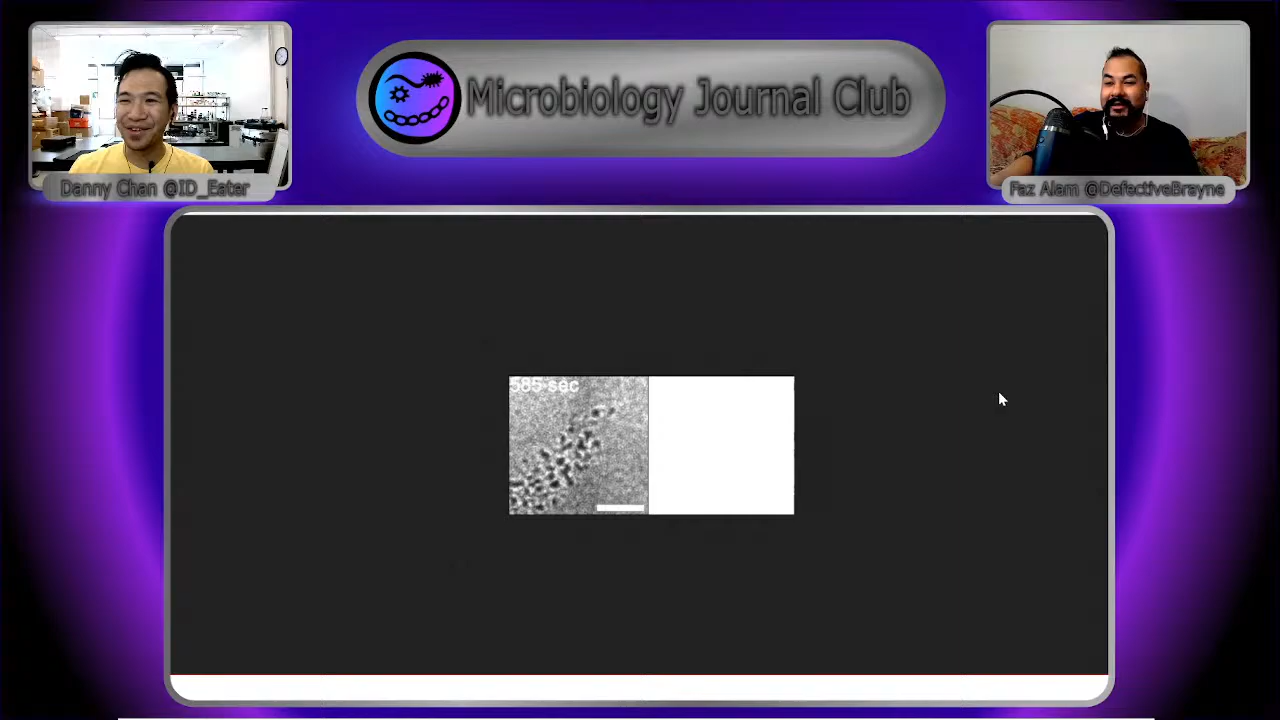 Microbiology Journal Club
Danny Chan @ID_Eater
Faz Alam @DefectiveBrayne
585 sec